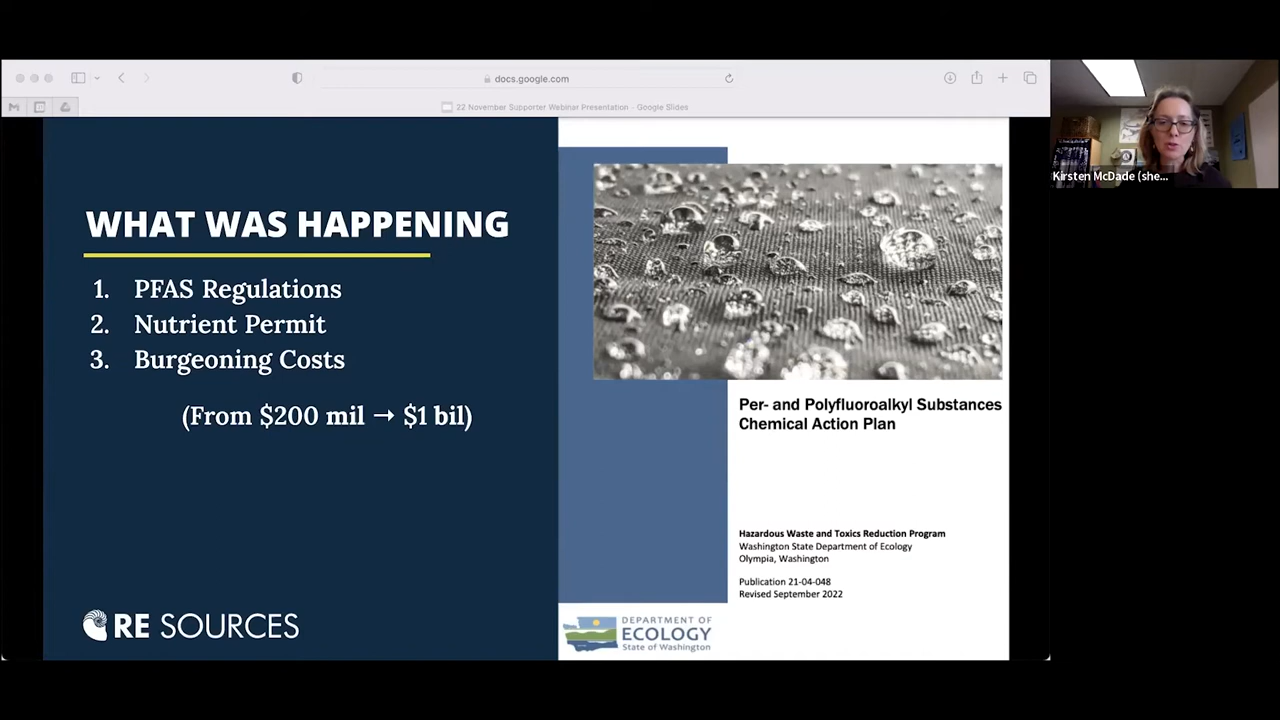 docs.google.com
22 November Supporter Webinar Presentation - Google Slides
WHAT WAS HAPPENING
1. PFAS Regulations
2. Nutrient Permit
3. Burgeoning Costs
(From $200 mil → $1 bil)
RE SOURCES
Per- and Polyfluoroalkyl Substances
Chemical Action Plan
Hazardous Waste and Toxics Reduction Program
Washington State Department of Ecology
Olympia, Washington
Publication 21-04-048
Revised September 2022
DEPARTMENT OF
ECOLOGY
State of Washington
Kirsten McDade (she...